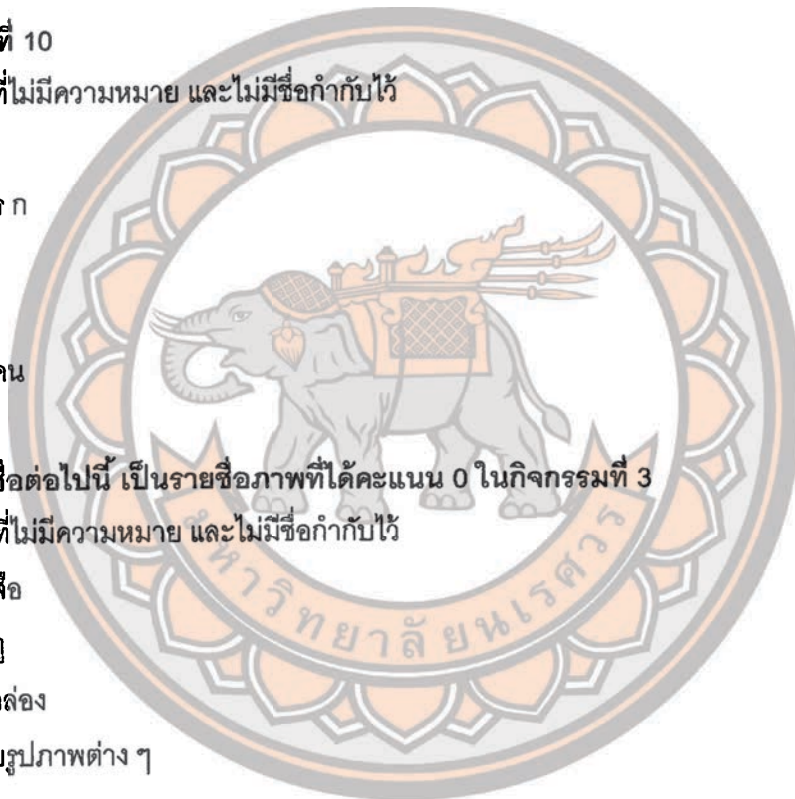 ที่ 10
ที่ไม่มีความหมาย และไม่มีชื่อกำกับไว้
ก
คน
ชื่อต่อไปนี้ เป็นรายชื่อภาพที่ได้คะแนน 0 ในกิจกรรมที่ 3
ที่ไม่มีความหมาย และไม่มีชื่อกำกับไว้
มหาวิทยาลัยนเรศวร
กล่อง
รูปภาพต่าง ๆ